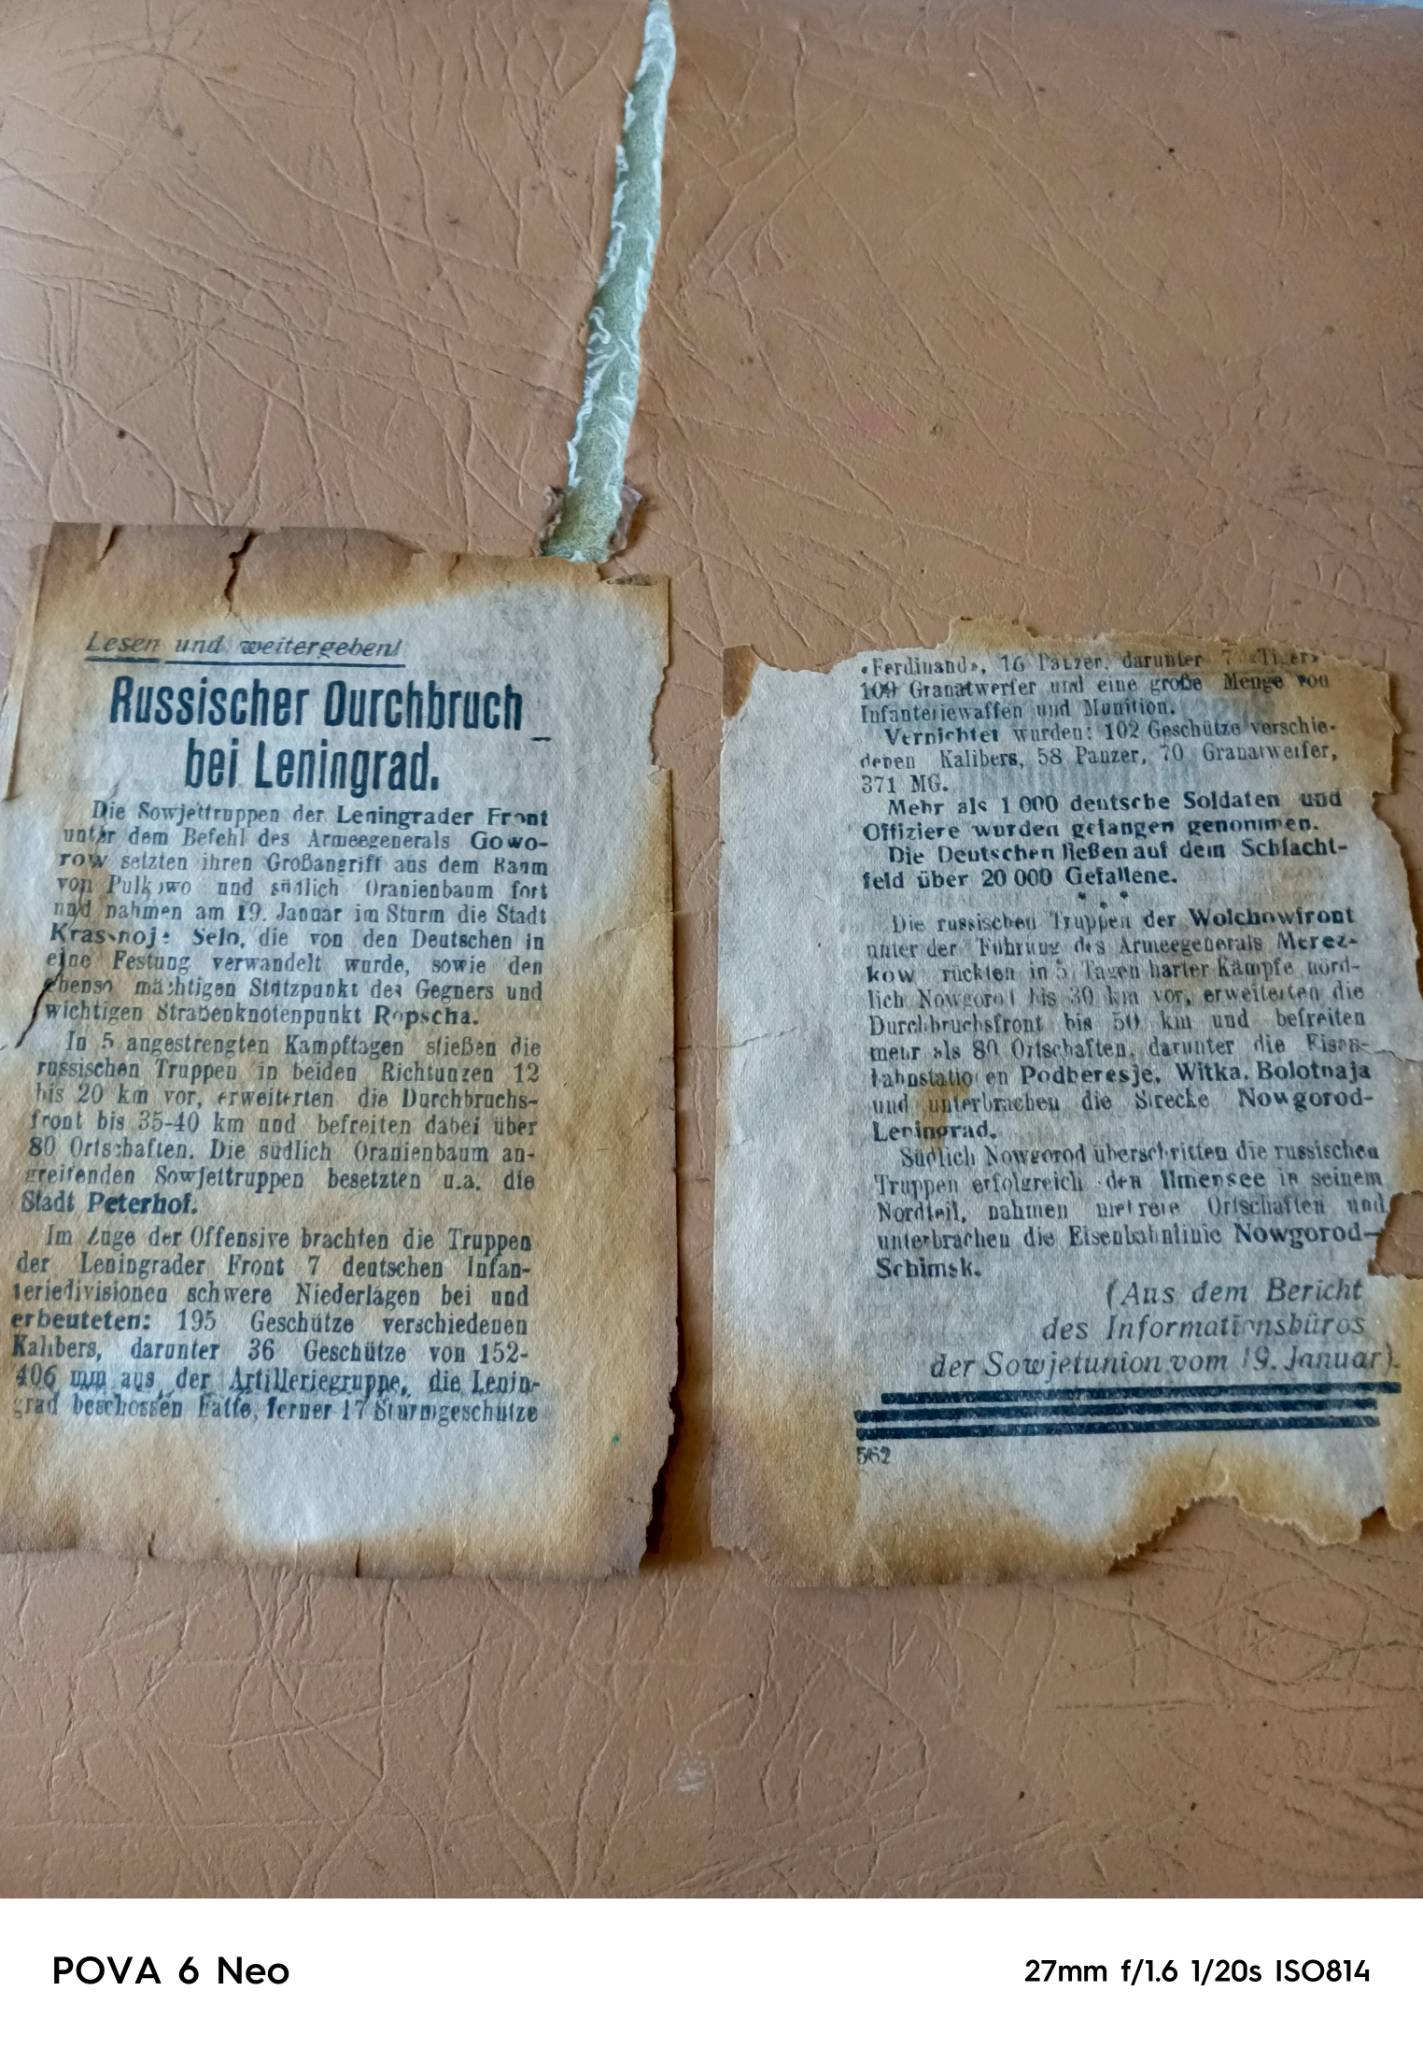 Lesen und weitergeben!
Russischer Durchbruch
bei Leningrad.
Die Sowjettruppen der Leningrader Front
unter dem Befehl des Armeegenerals Gowo-
row setzten ihren Großangriff aus dem Raum
von Pulkowo und südlich Oranienbaum fort
und nahmen am 19. Januar im Sturm die Stadt
Krasnoje Selo, die von den Deutschen in
eine Festung verwandelt wurde, sowie den
ebenso mächtigen Stützpunkt des Gegners und
wichtigen Straßenknotenpunkt Ropscha.
In 5 angestrengten Kampftagen stießen die
russischen Truppen in beiden Richtungen 12
bis 20 km vor, erweiterten die Durchbruchs-
front bis 35-40 km und befreiten dabei über
80 Ortschaften. Die südlich Oranienbaum an-
greifenden Sowjettruppen besetzten u.a. die
Stadt Peterhof.
Im Zuge der Offensive brachten die Truppen
der Leningrader Front 7 deutschen Infan-
teriedivisionen schwere Niederlagen bei und
erbeuteten: 195 Geschütze verschiedenen
Kalibers, darunter 36 Geschütze von 152-
406 mm aus der Artilleriegruppe, die Lenin-
grad beschossen hatte, ferner 17 Sturmgeschütze
«Ferdinand», 16 Panzer, darunter 7 «Tiger»
109 Granatwerfer und eine große Menge von
Infanteriewaffen und Munition.
Vernichtet wurden: 102 Geschütze verschie-
denen Kalibers, 58 Panzer, 70 Granatwerfer,
371 MG.
Mehr als 1 000 deutsche Soldaten und
Offiziere wurden gefangen genommen.
Die Deutschen ließen auf dem Schlacht-
feld über 20 000 Gefallene.
* * *
Die russischen Truppen der Wolchowfront
unter der Führung des Armeegenerals Merez-
kow rückten in 5 Tagen harter Kämpfe nörd-
lich Nowgorod bis 30 km vor, erweiterten die
Durchbruchsfront bis 50 km und befreiten
mehr als 80 Ortschaften, darunter die Eisen-
bahnstationen Podberesje, Witka, Bolotnaja
und unterbrachen die Strecke Nowgorod-
Leningrad.
Südlich Nowgorod überschritten die russischen
Truppen erfolgreich den Ilmensee in seinem
Nordteil, nahmen mehrere Ortschaften und
unterbrachen die Eisenbahnlinie Nowgorod—
Schimsk.
(Aus dem Bericht
des Informationsbüros
der Sowjetunion vom 19. Januar).
562
POVA 6 Neo
27mm f/1.6 1/20s ISO814